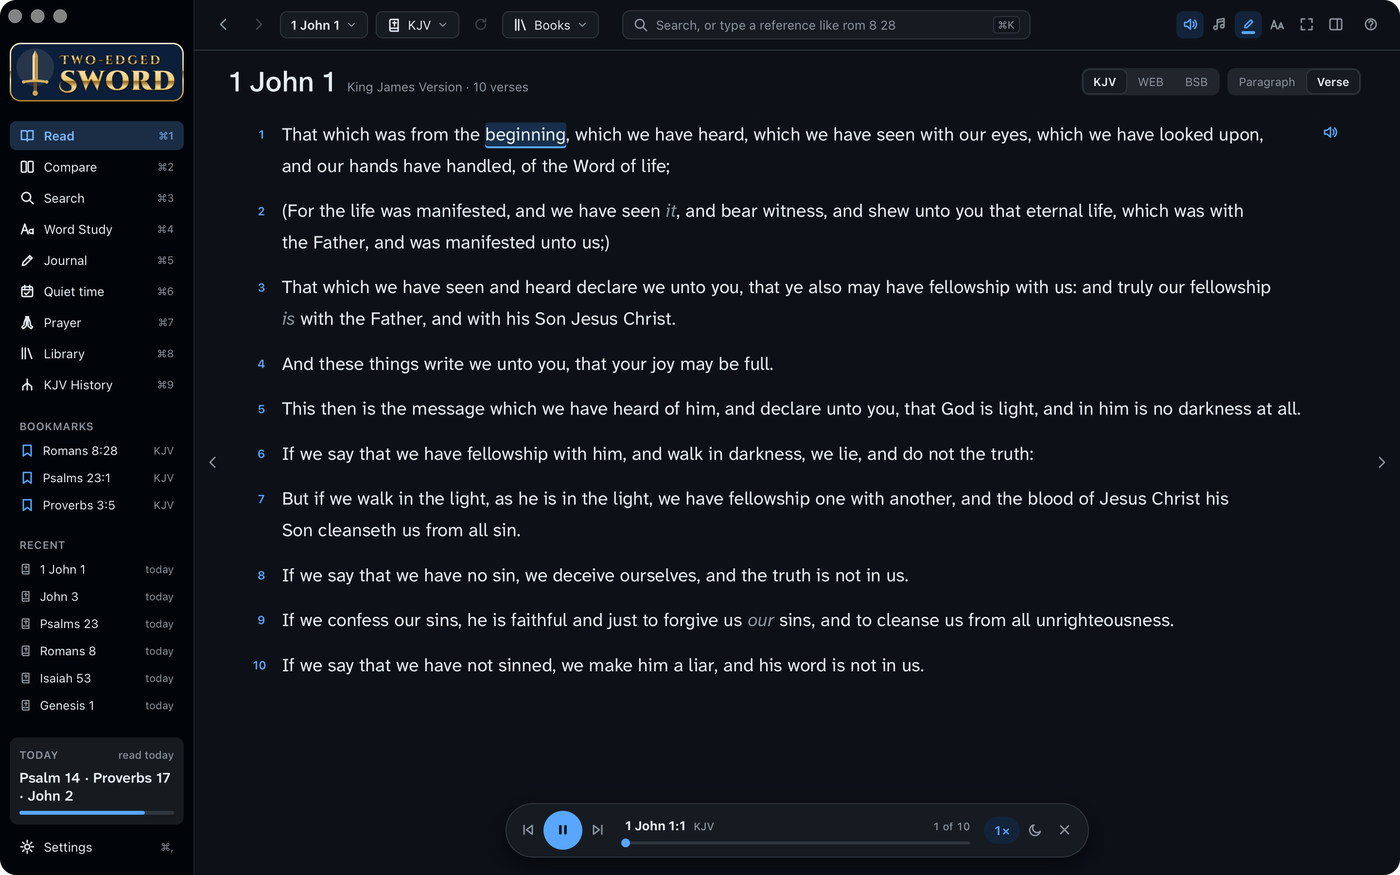 TWO-EDGED
SWORD
Read ⌘1
Compare ⌘2
Search ⌘3
Word Study ⌘4
Journal ⌘5
Quiet time ⌘6
Prayer ⌘7
Library ⌘8
KJV History ⌘9
BOOKMARKS
Romans 8:28 KJV
Psalms 23:1 KJV
Proverbs 3:5 KJV
RECENT
1 John 1 today
John 3 today
Psalms 23 today
Romans 8 today
Isaiah 53 today
Genesis 1 today
TODAY read today
Psalm 14 · Proverbs 17
· John 2
Settings ⌘,
1 John 1 KJV Books Search, or type a reference like rom 8 28 ⌘K AA
1 John 1 King James Version · 10 verses KJV WEB BSB Paragraph Verse
1 That which was from the beginning, which we have heard, which we have seen with our eyes, which we have looked upon,
and our hands have handled, of the Word of life;
2 (For the life was manifested, and we have seen it, and bear witness, and shew unto you that eternal life, which was with
the Father, and was manifested unto us;)
3 That which we have seen and heard declare we unto you, that ye also may have fellowship with us: and truly our fellowship
is with the Father, and with his Son Jesus Christ.
4 And these things write we unto you, that your joy may be full.
5 This then is the message which we have heard of him, and declare unto you, that God is light, and in him is no darkness at all.
6 If we say that we have fellowship with him, and walk in darkness, we lie, and do not the truth:
7 But if we walk in the light, as he is in the light, we have fellowship one with another, and the blood of Jesus Christ his
Son cleanseth us from all sin.
8 If we say that we have no sin, we deceive ourselves, and the truth is not in us.
9 If we confess our sins, he is faithful and just to forgive us our sins, and to cleanse us from all unrighteousness.
10 If we say that we have not sinned, we make him a liar, and his word is not in us.
1 John 1:1 KJV 1 of 10 1×